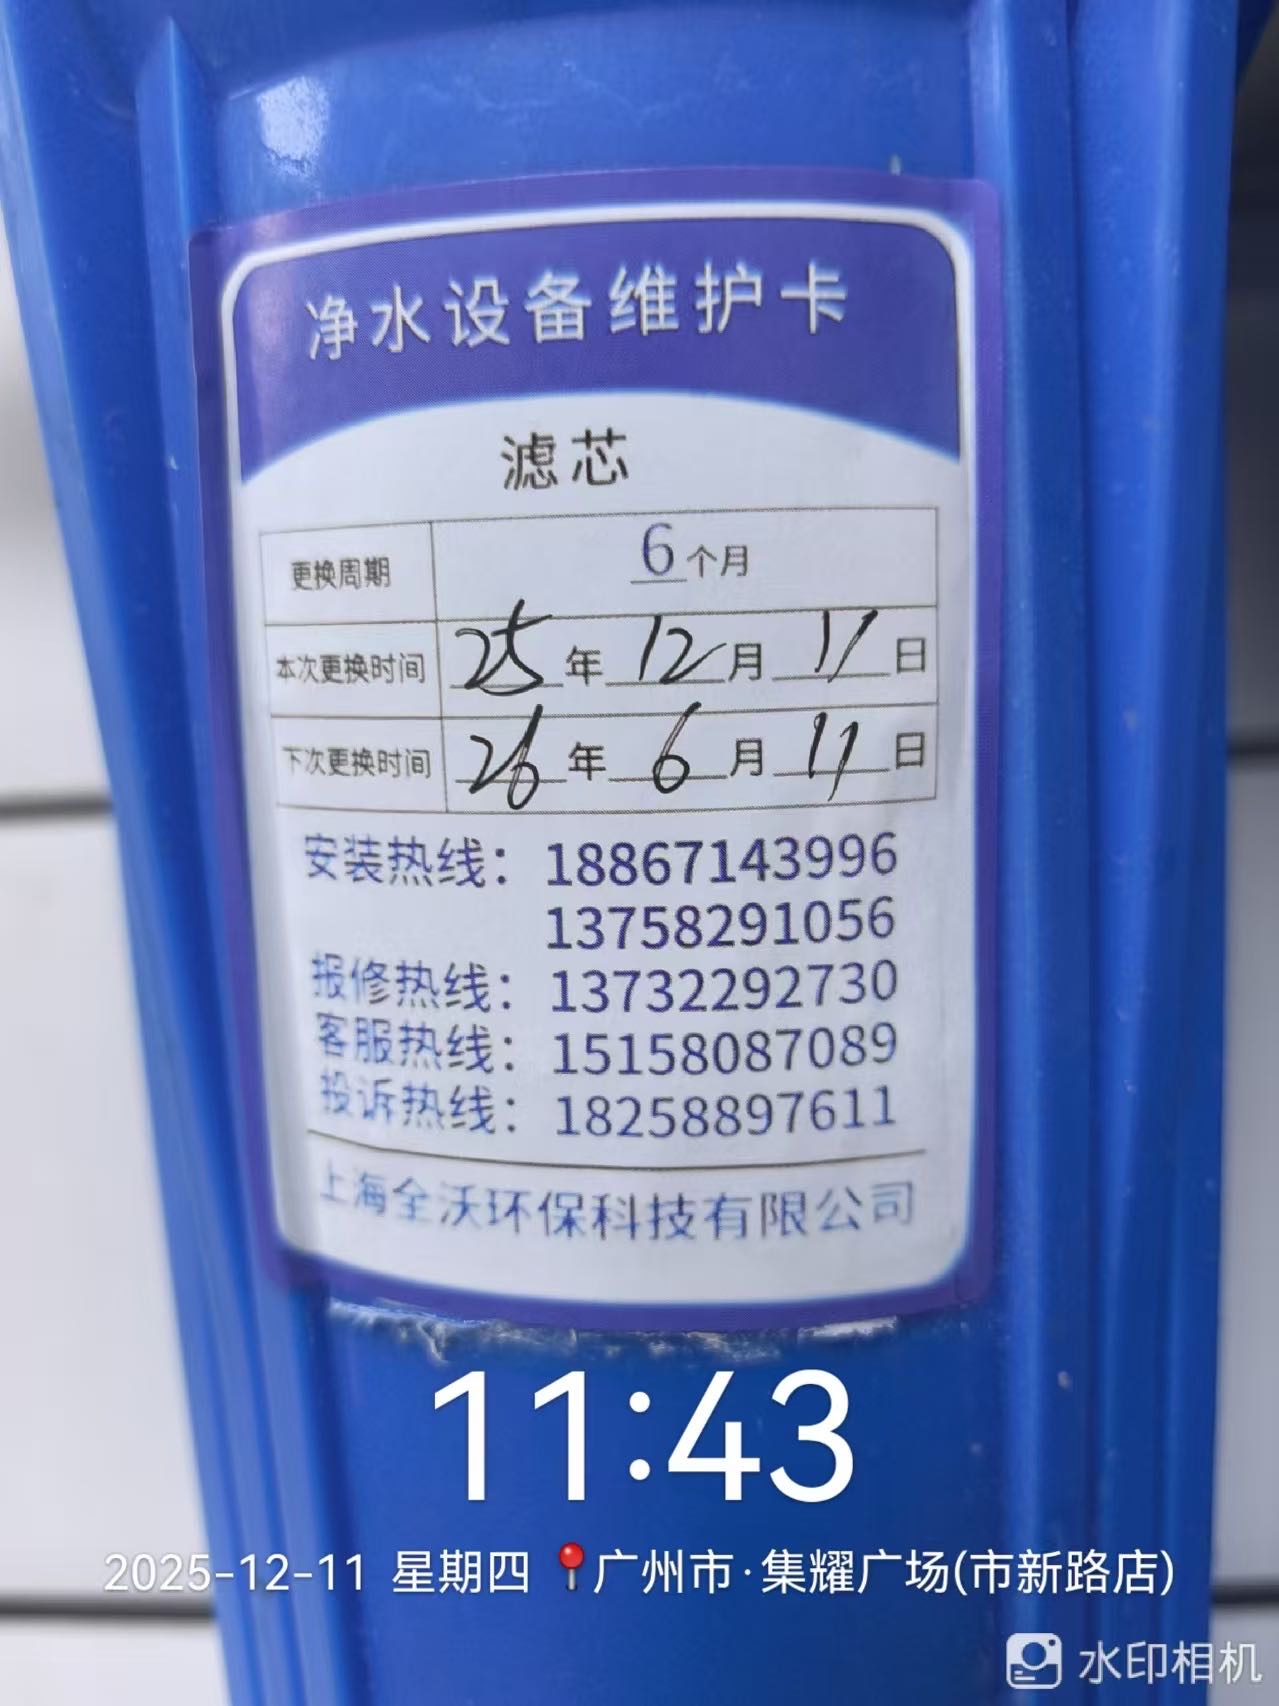 净水设备维护卡
滤芯
更换周期 6个月
本次更换时间 25年12月11日
下次更换时间 26年6月11日
安装热线：18867143996
13758291056
报修热线：13732292730
客服热线：15158087089
投诉热线：18258897611
上海全沃环保科技有限公司
11:43
2025-12-11 星期四 广州市·集耀广场(市新路店)
水印相机